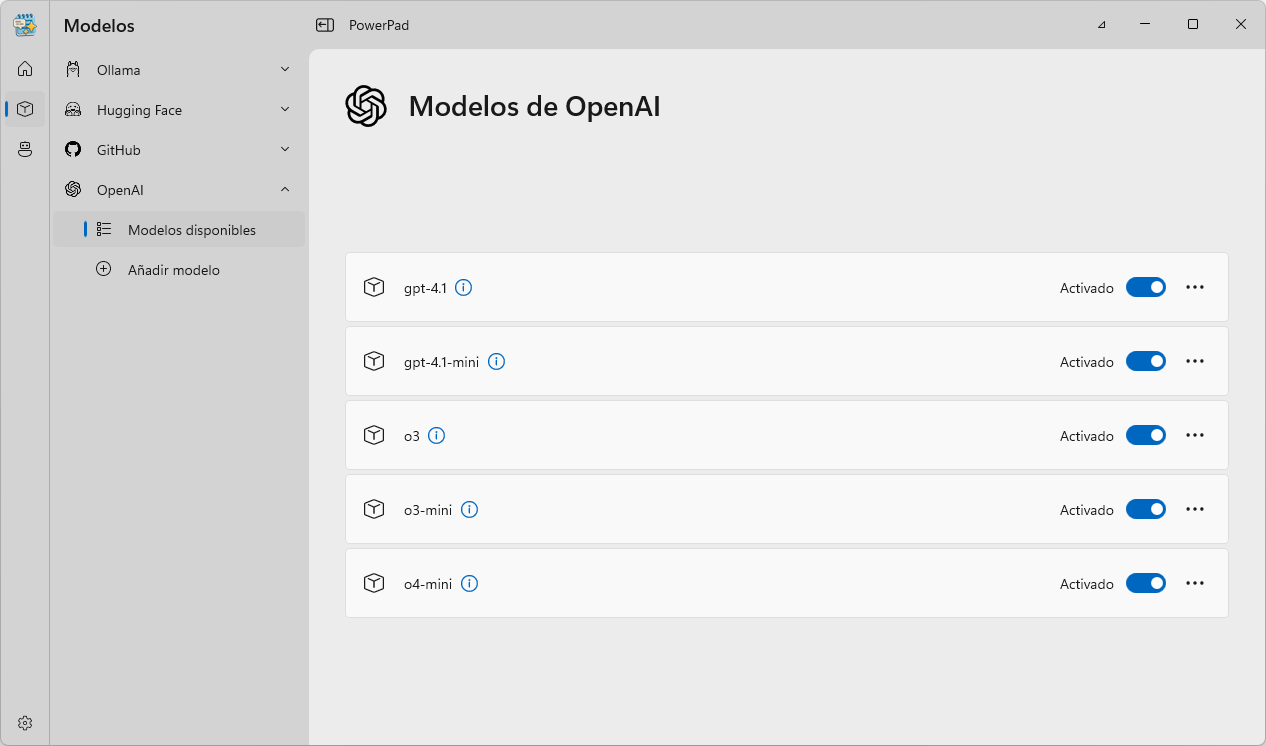 Modelos
PowerPad
Ollama
Hugging Face
GitHub
OpenAI
Modelos disponibles
Añadir modelo
Modelos de OpenAI
gpt-4.1 Activado
gpt-4.1-mini Activado
o3 Activado
o3-mini Activado
o4-mini Activado